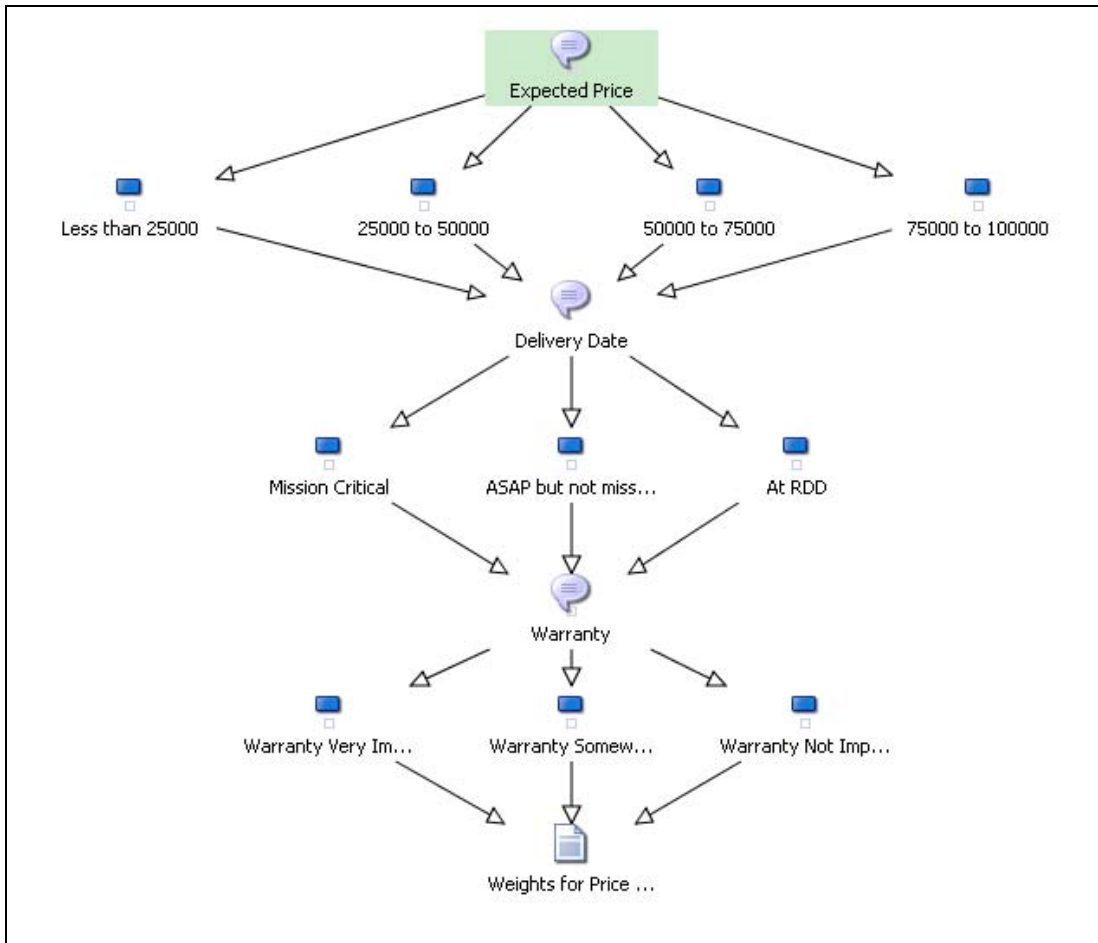 Expected Price
Less than 25000
25000 to 50000
50000 to 75000
75000 to 100000
Delivery Date
Mission Critical
ASAP but not miss...
At RDD
Warranty
Warranty Very Im...
Warranty Somew...
Warranty Not Imp...
Weights for Price ...